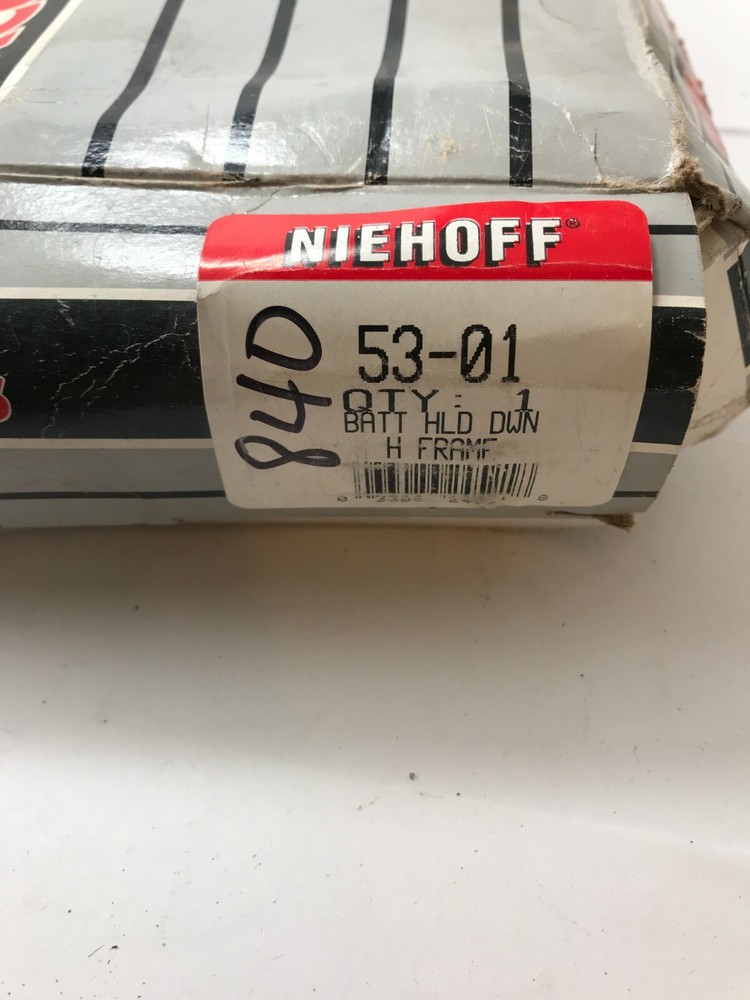 NIEHOFF®
53-01
QTY: 1
BATT HLD DWN
H FRAME
84D